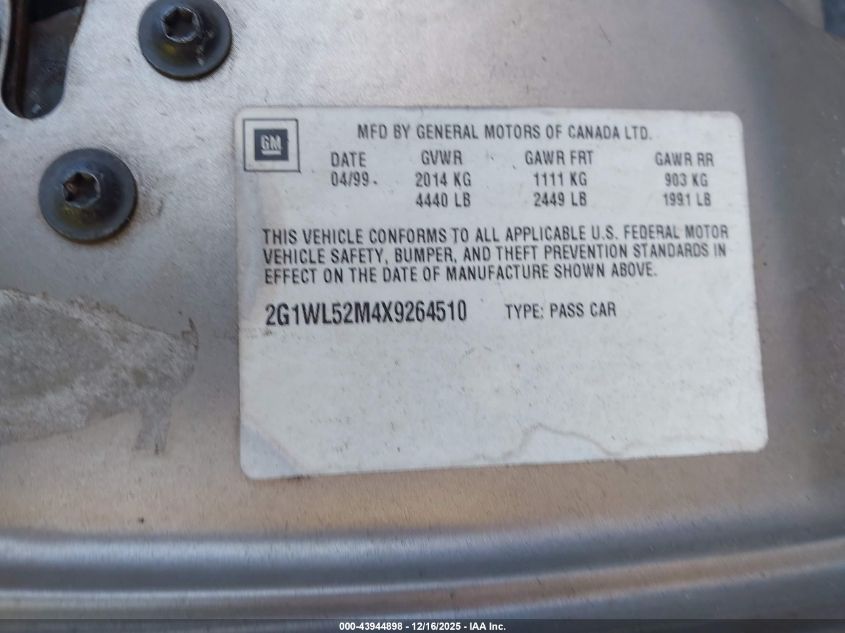 GM
MFD BY GENERAL MOTORS OF CANADA LTD.
DATE GVWR GAWR FRT GAWR RR
04/99 2014 KG 1111 KG 903 KG
4440 LB 2449 LB 1991 LB
THIS VEHICLE CONFORMS TO ALL APPLICABLE U.S. FEDERAL MOTOR
VEHICLE SAFETY, BUMPER, AND THEFT PREVENTION STANDARDS IN
EFFECT ON THE DATE OF MANUFACTURE SHOWN ABOVE.
2G1WL52M4X9264510 TYPE: PASS CAR
000-43944898 - 12/16/2025 - IAA Inc.